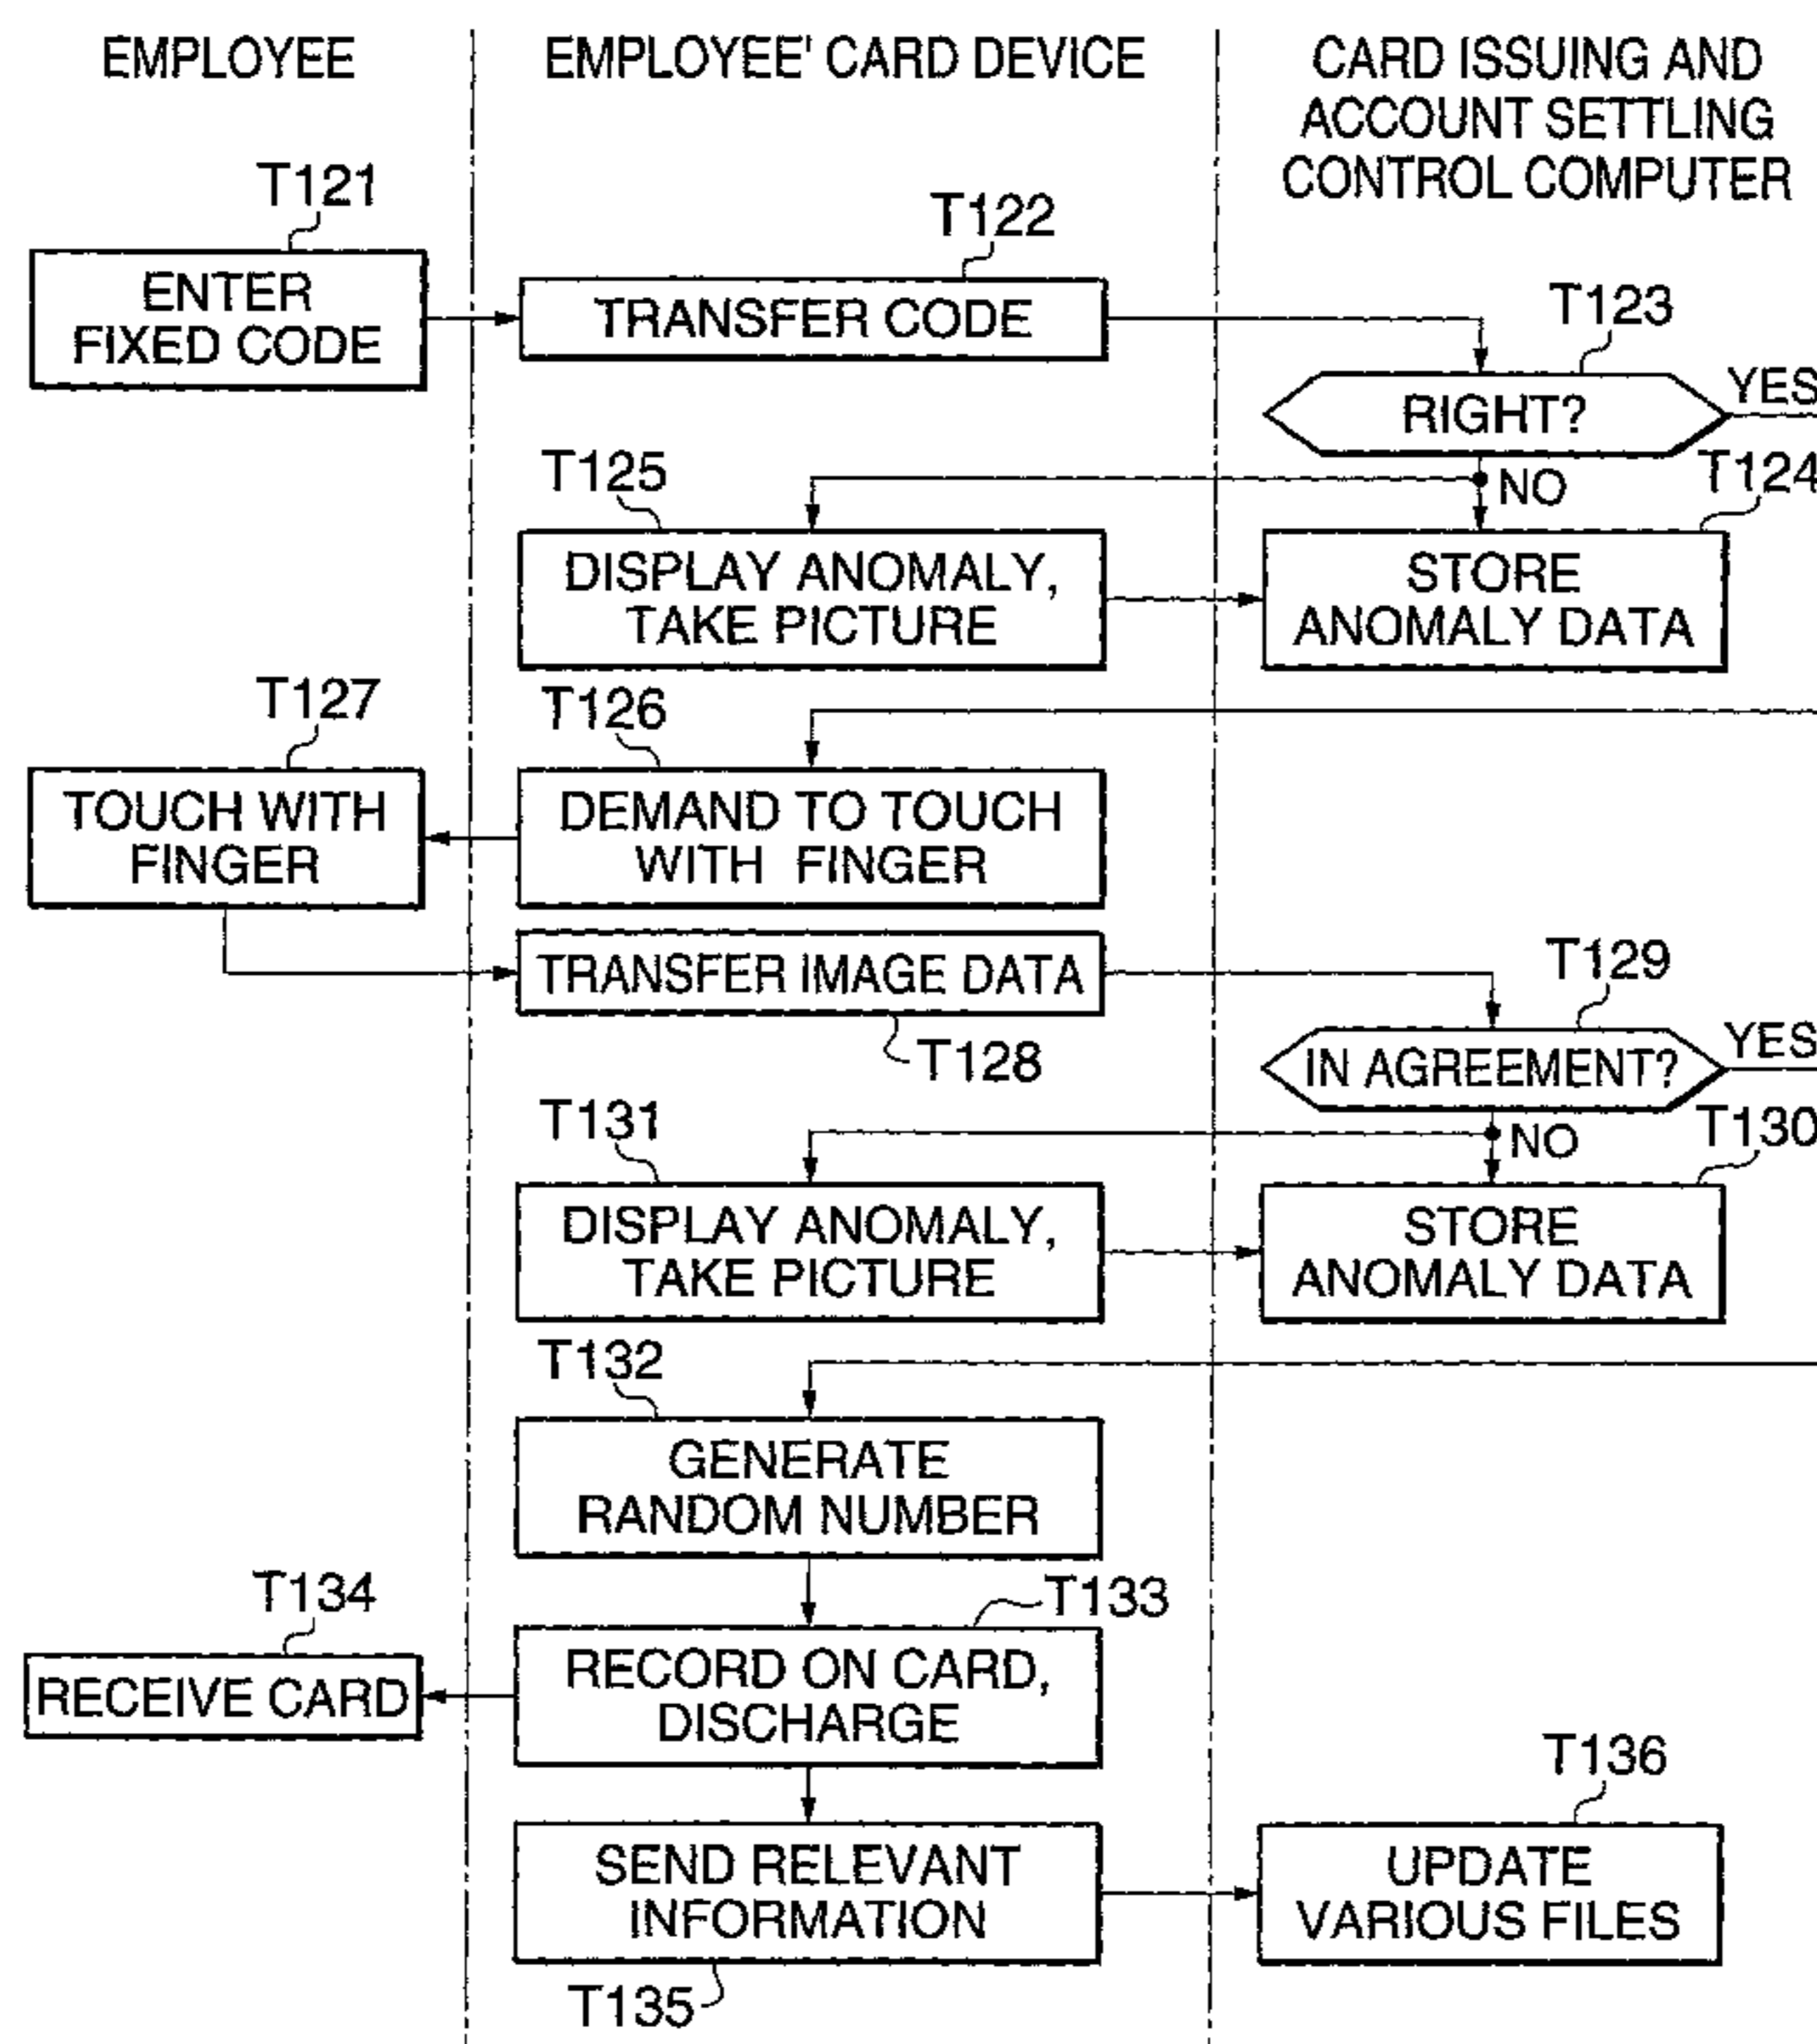 EMPLOYEE
EMPLOYEE' CARD DEVICE
CARD ISSUING AND
ACCOUNT SETTLING
CONTROL COMPUTER
T121
ENTER
FIXED CODE
T122
TRANSFER CODE
T123
RIGHT?
YES
NO
T125
DISPLAY ANOMALY,
TAKE PICTURE
T124
STORE
ANOMALY DATA
T127
TOUCH WITH
FINGER
T126
DEMAND TO TOUCH
WITH FINGER
TRANSFER IMAGE DATA
T128
T129
IN AGREEMENT?
YES
NO
T131
DISPLAY ANOMALY,
TAKE PICTURE
T130
STORE
ANOMALY DATA
T132
GENERATE
RANDOM NUMBER
T134
RECEIVE CARD
T133
RECORD ON CARD,
DISCHARGE
SEND RELEVANT
INFORMATION
T135
T136
UPDATE
VARIOUS FILES